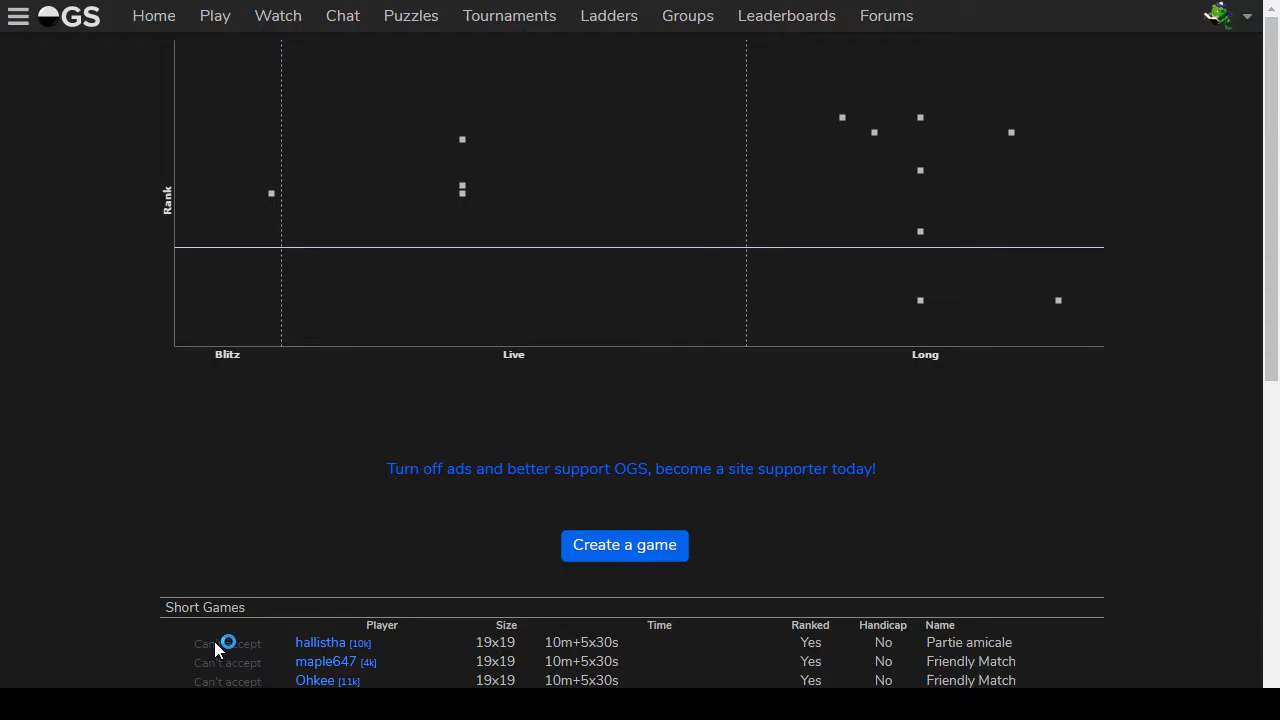 OGS Home Play Watch Chat Puzzles Tournaments Ladders Groups Leaderboards Forums
Rank
Blitz Live Long
Turn off ads and better support OGS, become a site supporter today!
Create a game
Short Games
Player Size Time Ranked Handicap Name
Can't accept hallistha [10k] 19x19 10m+5x30s Yes No Partie amicale
Can't accept maple647 [4k] 19x19 10m+5x30s Yes No Friendly Match
Can't accept Ohkee [11k] 19x19 10m+5x30s Yes No Friendly Match